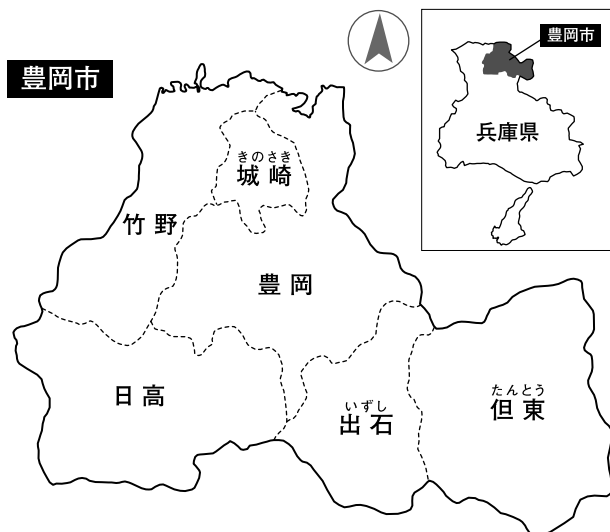 豊岡市
豊岡市
兵庫県
きのさき
城崎
竹野
豊岡
日高
いずし
出石
たんとう
但東